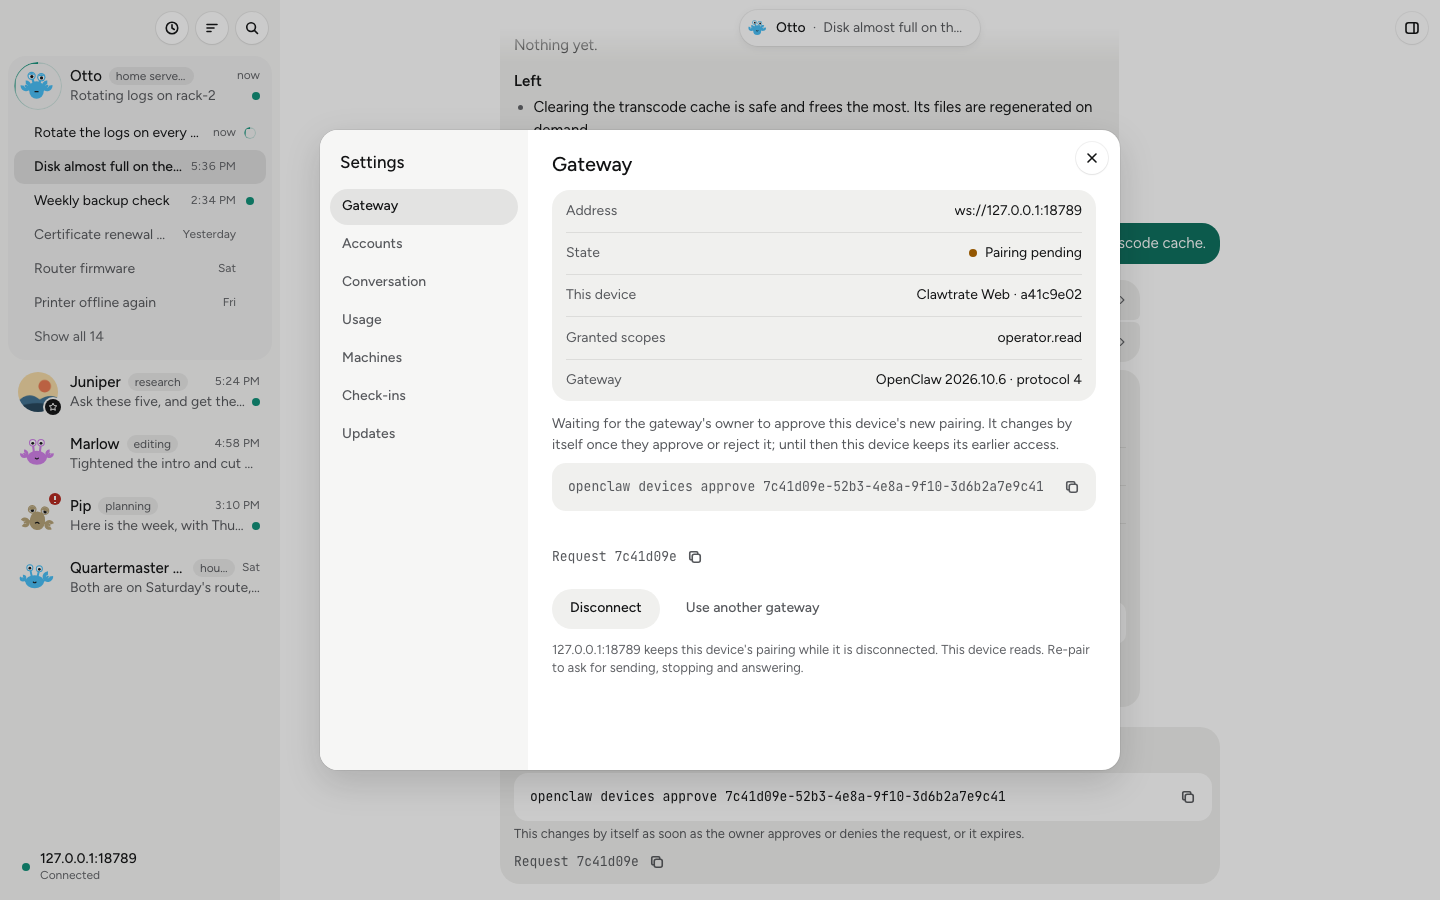 Otto
home serve...
now
Rotating logs on rack-2
Rotate the logs on every ...
now
Disk almost full on the...
5:36 PM
Weekly backup check
2:34 PM
Certificate renewal ...
Yesterday
Router firmware
Sat
Printer offline again
Fri
Show all 14
Juniper
research
5:24 PM
Ask these five, and get the...
Marlow
editing
4:58 PM
Tightened the intro and cut ...
Pip
planning
3:10 PM
Here is the week, with Thu...
Quartermaster ...
hou...
Sat
Both are on Saturday's route,...
127.0.0.1:18789
Connected
Otto · Disk almost full on th...
Nothing yet.
Left
• Clearing the transcode cache is safe and frees the most. Its files are regenerated on
demand.
scode cache.
Settings
Gateway
Accounts
Conversation
Usage
Machines
Check-ins
Updates
Gateway
Address
ws://127.0.0.1:18789
State
Pairing pending
This device
Clawtrate Web · a41c9e02
Granted scopes
operator.read
Gateway
OpenClaw 2026.10.6 · protocol 4
Waiting for the gateway's owner to approve this device's new pairing. It changes by
itself once they approve or reject it; until then this device keeps its earlier access.
openclaw devices approve 7c41d09e-52b3-4e8a-9f10-3d6b2a7e9c41
Request 7c41d09e
Disconnect
Use another gateway
127.0.0.1:18789 keeps this device's pairing while it is disconnected. This device reads. Re-pair
to ask for sending, stopping and answering.
openclaw devices approve 7c41d09e-52b3-4e8a-9f10-3d6b2a7e9c41
This changes by itself as soon as the owner approves or denies the request, or it expires.
Request 7c41d09e